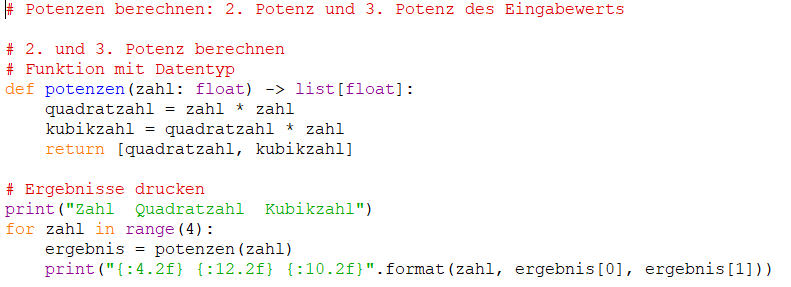 # Potenzen berechnen: 2. Potenz und 3. Potenz des Eingabewerts

# 2. und 3. Potenz berechnen
# Funktion mit Datentyp
def potenzen(zahl: float) -> list[float]:
    quadratzahl = zahl * zahl
    kubikzahl = quadratzahl * zahl
    return [quadratzahl, kubikzahl]

# Ergebnisse drucken
print("Zahl  Quadratzahl  Kubikzahl")
for zahl in range(4):
    ergebnis = potenzen(zahl)
    print("{:4.2f} {:12.2f} {:10.2f}".format(zahl, ergebnis[0], ergebnis[1]))